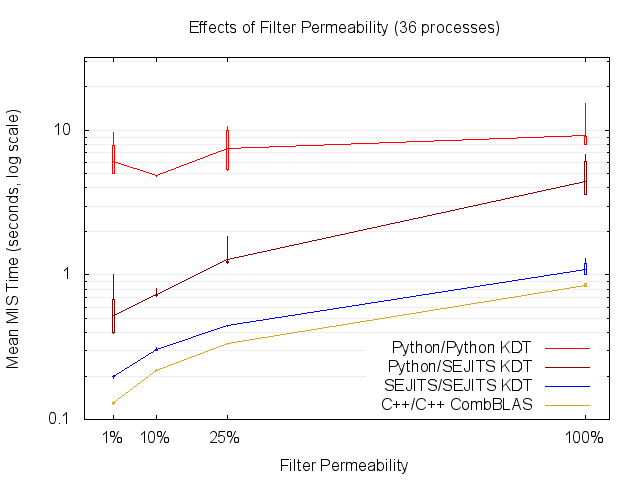 Effects of Filter Permeability (36 processes)
Mean MIS Time (seconds, log scale)
10
1
0.1
Python/Python KDT
Python/SEJITS KDT
SEJITS/SEJITS KDT
C++/C++ CombBLAS
1% 10% 25% 100%
Filter Permeability